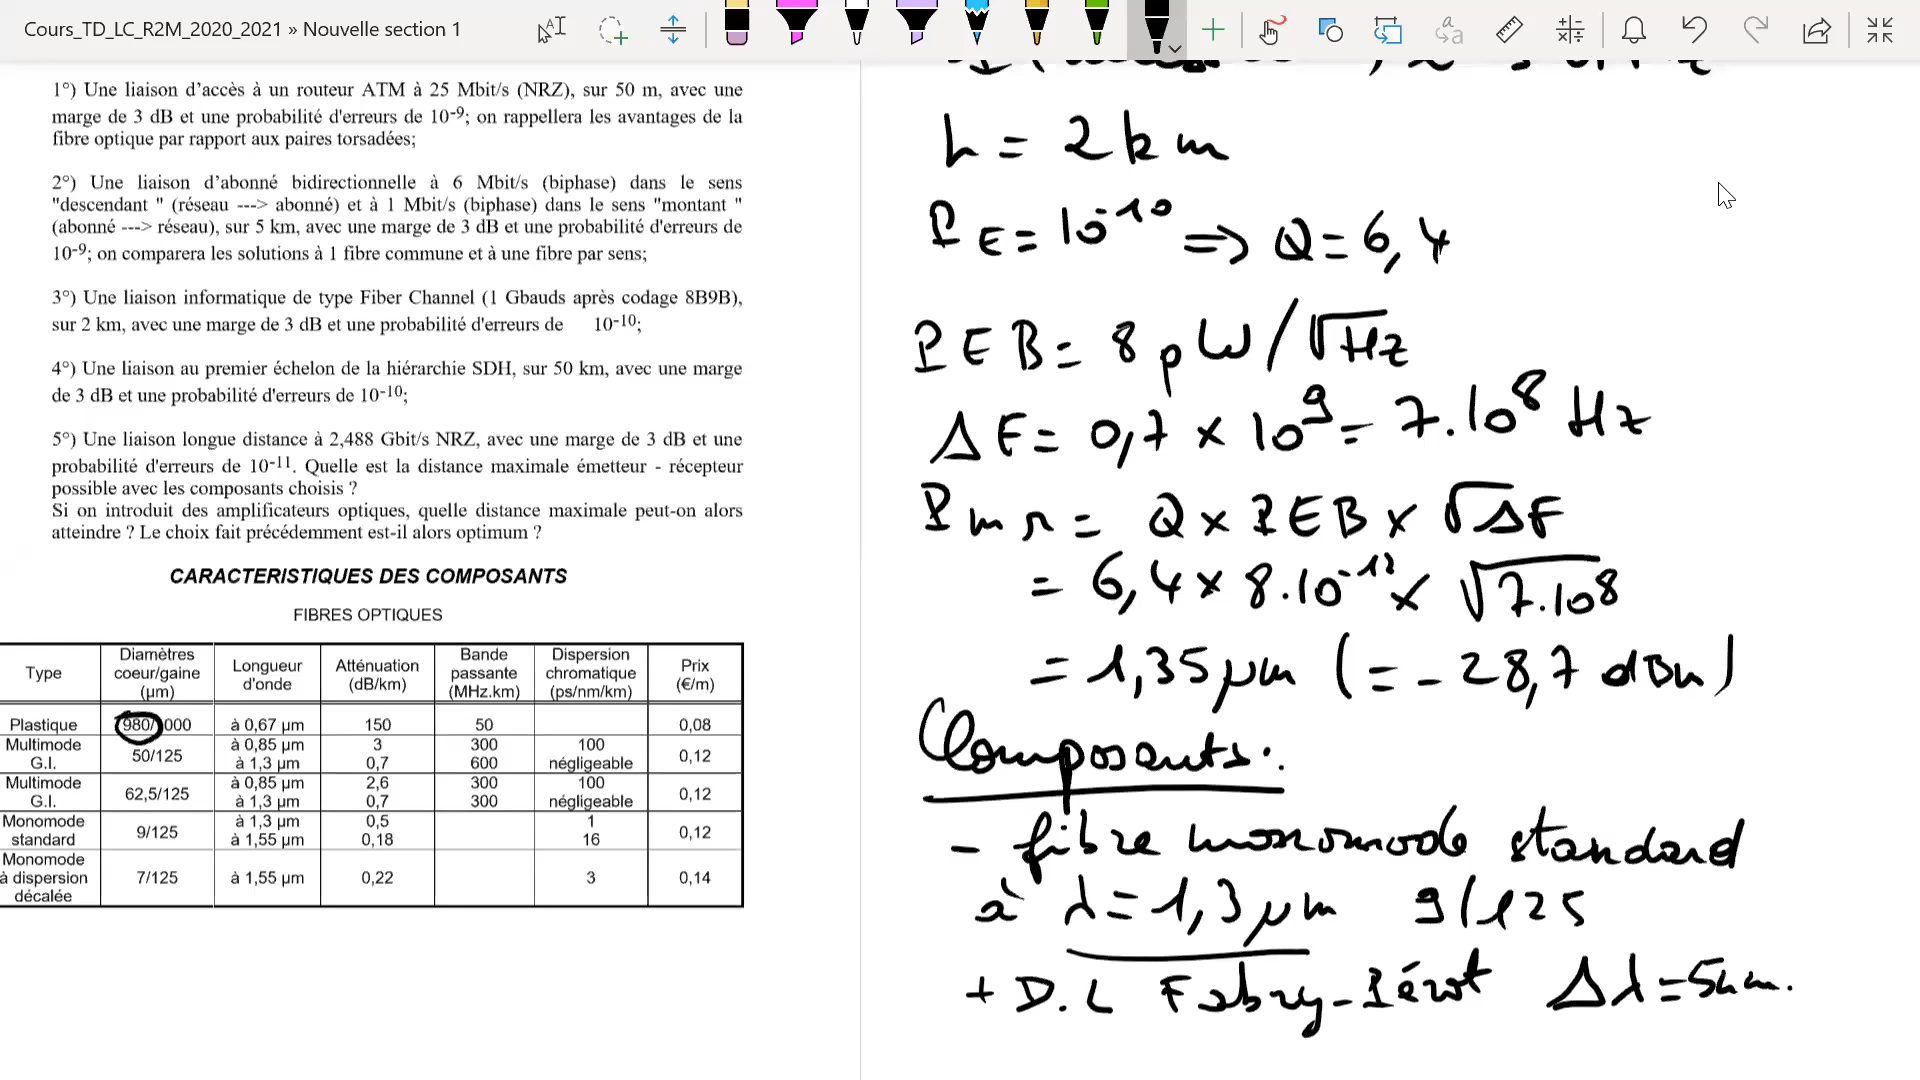 Cours_TD_LC_R2M_2020_2021 » Nouvelle section 1
1°) Une liaison d'accès à un routeur ATM à 25 Mbit/s (NRZ), sur 50 m, avec une
marge de 3 dB et une probabilité d'erreurs de 10-9; on rappellera les avantages de la
fibre optique par rapport aux paires torsadées;
2°) Une liaison d'abonné bidirectionnelle à 6 Mbit/s (biphase) dans le sens
"descendant " (réseau ---> abonné) et à 1 Mbit/s (biphase) dans le sens "montant "
(abonné ---> réseau), sur 5 km, avec une marge de 3 dB et une probabilité d'erreurs de
10-9; on comparera les solutions à 1 fibre commune et à une fibre par sens;
3°) Une liaison informatique de type Fiber Channel (1 Gbauds après codage 8B9B),
sur 2 km, avec une marge de 3 dB et une probabilité d'erreurs de 10-10;
4°) Une liaison au premier échelon de la hiérarchie SDH, sur 50 km, avec une marge
de 3 dB et une probabilité d'erreurs de 10-10;
5°) Une liaison longue distance à 2,488 Gbit/s NRZ, avec une marge de 3 dB et une
probabilité d'erreurs de 10-11. Quelle est la distance maximale émetteur - récepteur
possible avec les composants choisis ?
Si on introduit des amplificateurs optiques, quelle distance maximale peut-on alors
atteindre ? Le choix fait précédemment est-il alors optimum ?
CARACTERISTIQUES DES COMPOSANTS
FIBRES OPTIQUES
Type Diamètres coeur/gaine (µm) Longueur d'onde Atténuation (dB/km) Bande passante (MHz.km) Dispersion chromatique (ps/nm/km) Prix (€/m)
Plastique 980/ 000 à 0,67 µm 150 50 0,08
Multimode G.I. 50/125 à 0,85 µm 3 300 100 0,12
à 1,3 µm 0,7 600 négligeable
Multimode G.I. 62,5/125 à 0,85 µm 2,6 300 100 0,12
à 1,3 µm 0,7 300 négligeable
Monomode standard 9/125 à 1,3 µm 0,5 1 0,12
à 1,55 µm 0,18 16
Monomode à dispersion décalée 7/125 à 1,55 µm 0,22 3 0,14
L = 2 km
PE = 10-10 => Q = 6,4
PEB = 8 pW/√Hz
ΔF = 0,7 × 10^9 = 7.10^8 Hz
Pmr = Q × PEB × √ΔF
= 6,4 × 8.10^-12 × √7.10^8
= 1,35 µm (= - 28,7 dBm)
Composants:
- fibre monomode standard
à λ = 1,3 µm 9/125
+ D.L Fabry-Pérot Δλ = 5nm.